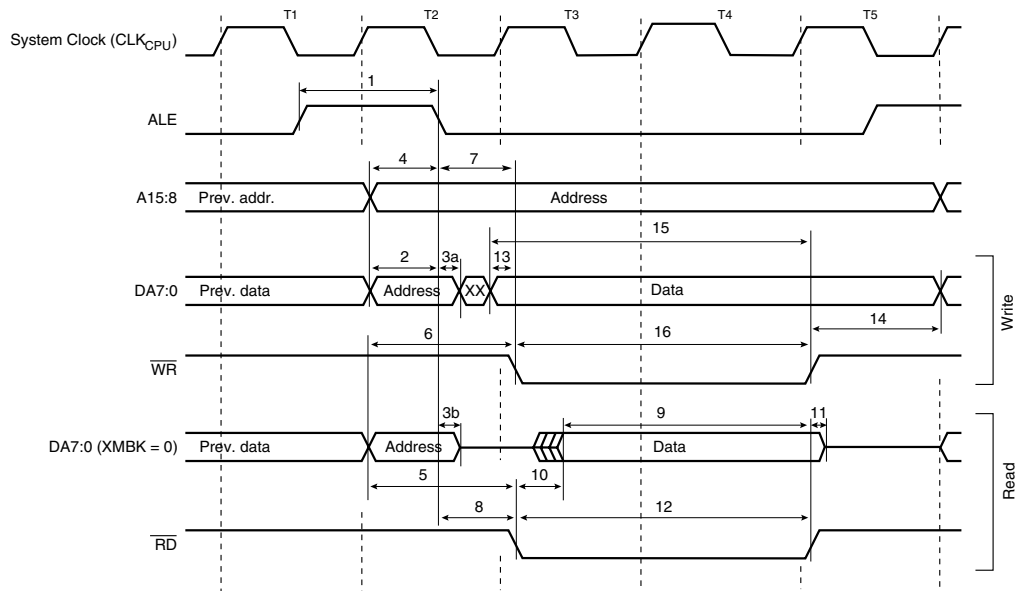 T1 T2 T3 T4 T5
System Clock (CLKCPU)
1
ALE
4 7
A15:8 Prev. addr. Address
15
2 3a 13
DA7:0 Prev. data Address XX Data
14
6 16
WR
Write
3b 9 11
DA7:0 (XMBK = 0) Prev. data Address Data
5 10
8 12
RD
Read